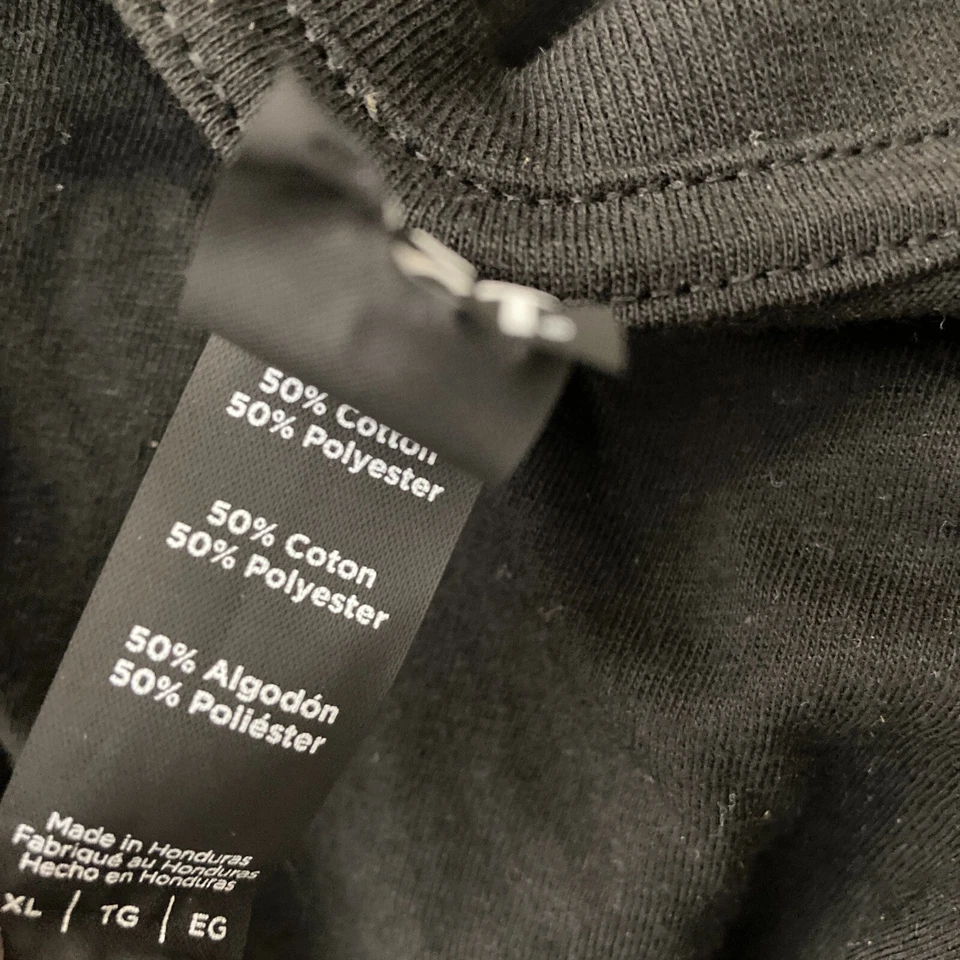 50% Cotton
50% Polyester
50% Coton
50% Polyester
50% Algodón
50% Poliéster
Made in Honduras
Fabriqué au Honduras
Hecho en Honduras
XL | TG | EG